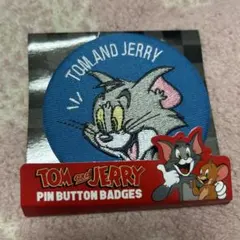 TOM AND JERRY
TOM and JERRY
PIN BUTTON BADGES